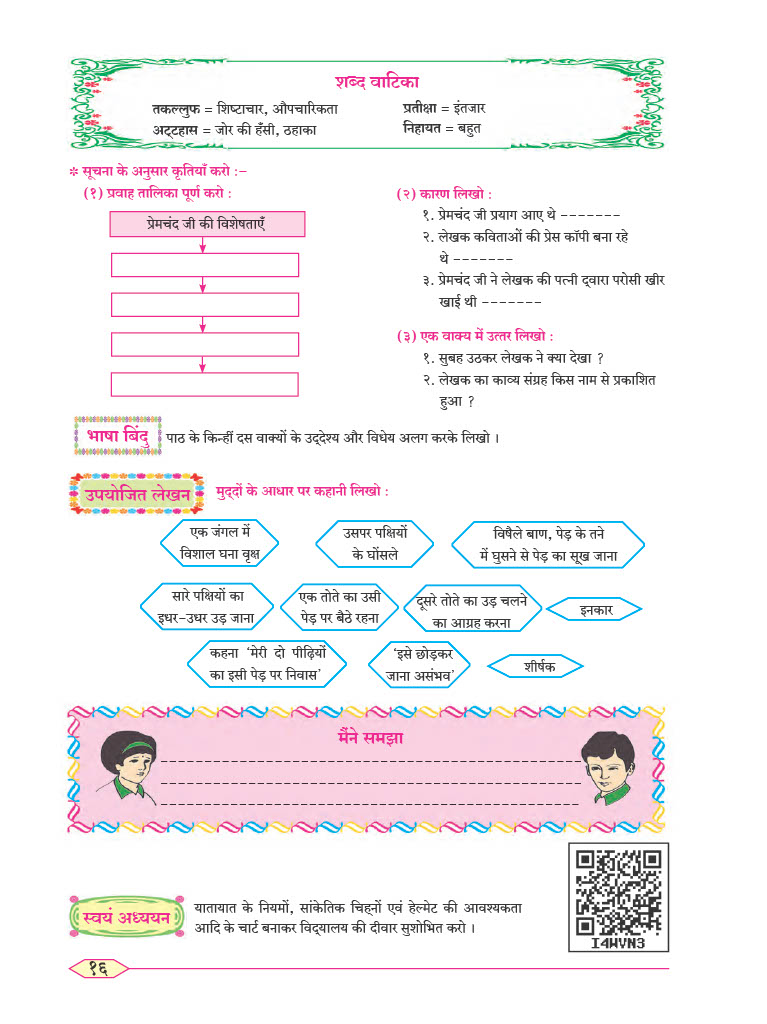 शब्द वाटिका
तकल्लुफ = शिष्टाचार, औपचारिकता
प्रतीक्षा = इंतजार
अट्टहास = जोर की हँसी, ठहाका
निहायत = बहुत
* सूचना के अनुसार कृतियाँ करो :-
(१) प्रवाह तालिका पूर्ण करो :
प्रेमचंद जी की विशेषताएँ
(२) कारण लिखो :
१. प्रेमचंद जी प्रयाग आए थे -------
२. लेखक कविताओं की प्रेस कॉपी बना रहे
थे -------
३. प्रेमचंद जी ने लेखक की पत्नी द्‌वारा परोसी खीर
खाई थी -------
(३) एक वाक्य में उत्तर लिखो :
१. सुबह उठकर लेखक ने क्या देखा ?
२. लेखक का काव्य संग्रह किस नाम से प्रकाशित
हुआ ?
भाषा बिंदु
पाठ के किन्हीं दस वाक्यों के उद्‌देश्य और विधेय अलग करके लिखो ।
उपयोजित लेखन
मुद्‌दों के आधार पर कहानी लिखो :
एक जंगल में
विशाल घना वृक्ष
उसपर पक्षियों
के घोंसले
विषैले बाण, पेड़ के तने
में घुसने से पेड़ का सूख जाना
सारे पक्षियों का
इधर-उधर उड़ जाना
एक तोते का उसी
पेड़ पर बैठे रहना
दूसरे तोते का उड़ चलने
का आग्रह करना
इनकार
कहना ‘मेरी दो पीढ़ियों
का इसी पेड़ पर निवास’
‘इसे छोड़कर
जाना असंभव’
शीर्षक
मैंने समझा
स्वयं अध्ययन
यातायात के नियमों, सांकेतिक चिह्‌नों एवं हेल्मेट की आवश्यकता
आदि के चार्ट बनाकर विद्‌यालय की दीवार सुशोभित करो ।
I4WVN3
१६